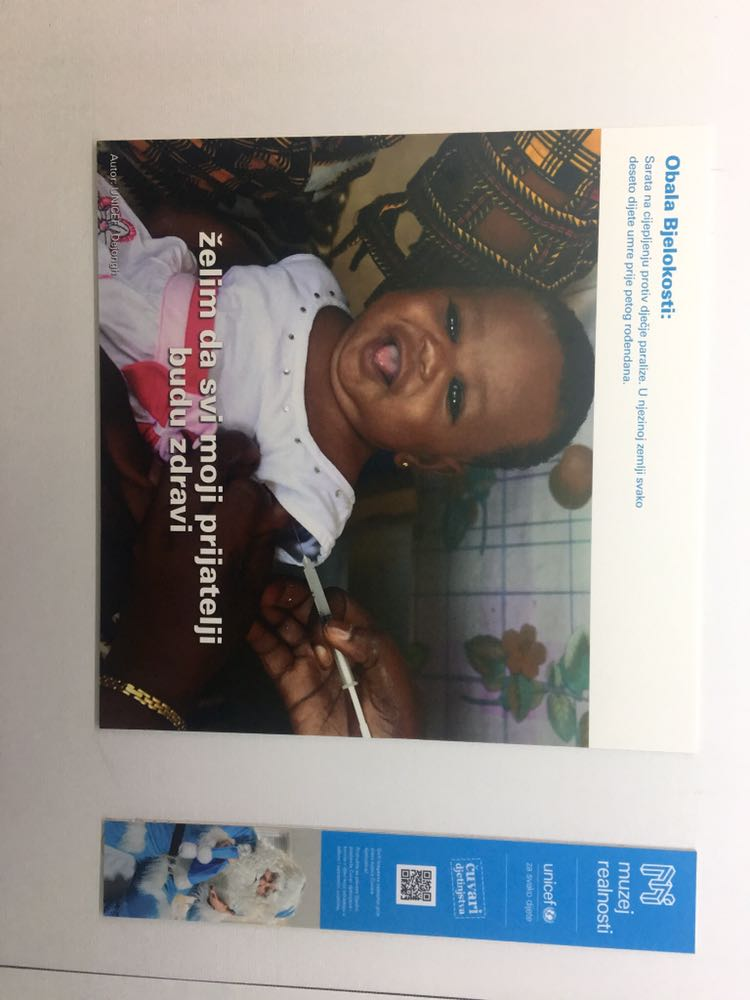 Obala Bjelokosti:
Sarata na cijepljenju protiv dječje paralize. U njezinoj zemlji svako
deseto dijete umre prije petog rođendana.
želim da svi moji prijatelji
budu zdravi
Autor: UNICEF/Dejongh
muzej
realnosti
unicef
za svako dijete
čuvari
djetinjstva